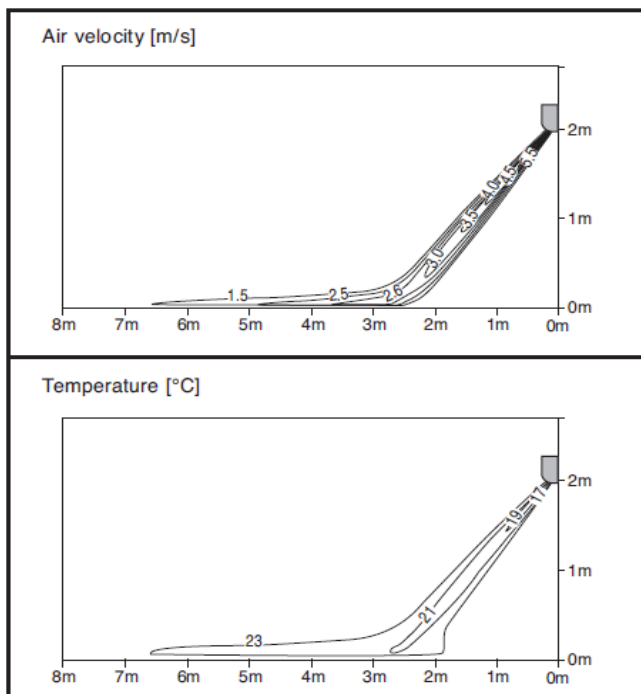 Air velocity [m/s]
2m
5.5
4.5
4.0
3.5
1m
3.0
2.6
2.5
1.5
0m
8m 7m 6m 5m 4m 3m 2m 1m 0m
Temperature [°C]
2m
17
19
1m
21
23
0m
8m 7m 6m 5m 4m 3m 2m 1m 0m